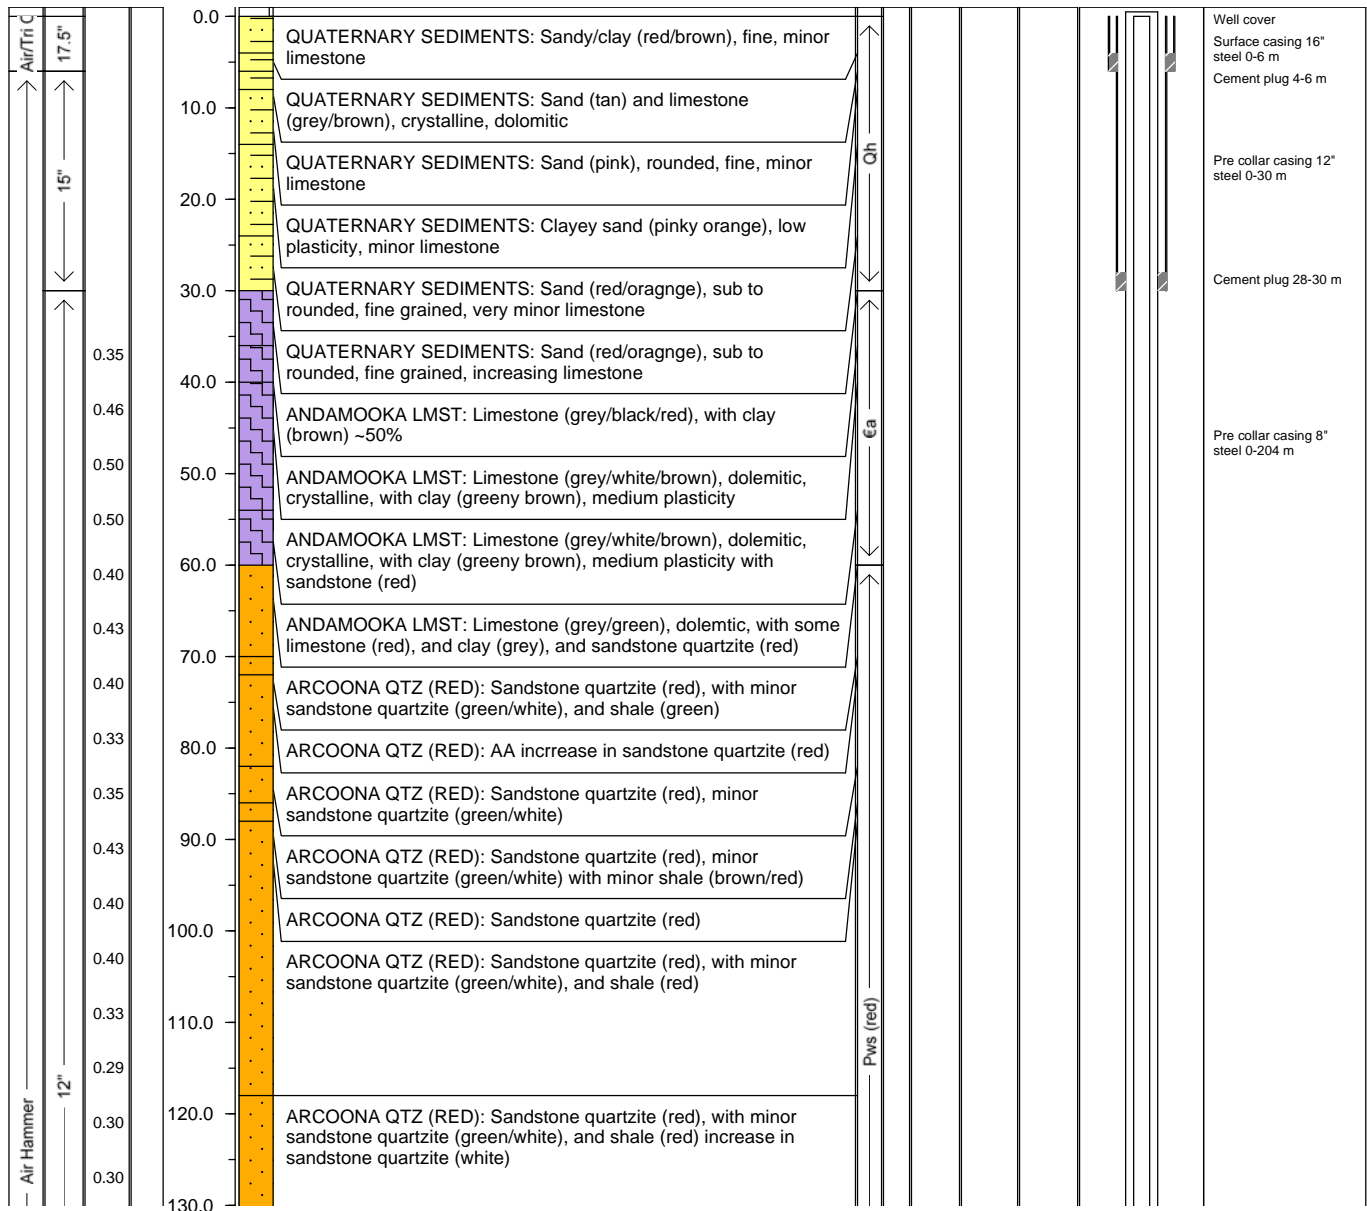 Air/Tri C
17.5"
15"
12"
Air Hammer
0.35
0.46
0.50
0.50
0.40
0.43
0.40
0.33
0.35
0.43
0.40
0.40
0.33
0.29
0.30
0.30
0.0
10.0
20.0
30.0
40.0
50.0
60.0
70.0
80.0
90.0
100.0
110.0
120.0
130.0
QUATERNARY SEDIMENTS: Sandy/clay (red/brown), fine, minor
limestone
QUATERNARY SEDIMENTS: Sand (tan) and limestone
(grey/brown), crystalline, dolomitic
QUATERNARY SEDIMENTS: Sand (pink), rounded, fine, minor
limestone
QUATERNARY SEDIMENTS: Clayey sand (pinky orange), low
plasticity, minor limestone
QUATERNARY SEDIMENTS: Sand (red/oragnge), sub to
rounded, fine grained, very minor limestone
QUATERNARY SEDIMENTS: Sand (red/oragnge), sub to
rounded, fine grained, increasing limestone
ANDAMOOKA LMST: Limestone (grey/black/red), with clay
(brown) ~50%
ANDAMOOKA LMST: Limestone (grey/white/brown), dolemitic,
crystalline, with clay (greeny brown), medium plasticity
ANDAMOOKA LMST: Limestone (grey/white/brown), dolemitic,
crystalline, with clay (greeny brown), medium plasticity with
sandstone (red)
ANDAMOOKA LMST: Limestone (grey/green), dolemtic, with some
limestone (red), and clay (grey), and sandstone quartzite (red)
ARCOONA QTZ (RED): Sandstone quartzite (red), with minor
sandstone quartzite (green/white), and shale (green)
ARCOONA QTZ (RED): AA incrrease in sandstone quartzite (red)
ARCOONA QTZ (RED): Sandstone quartzite (red), minor
sandstone quartzite (green/white)
ARCOONA QTZ (RED): Sandstone quartzite (red), minor
sandstone quartzite (green/white) with minor shale (brown/red)
ARCOONA QTZ (RED): Sandstone quartzite (red)
ARCOONA QTZ (RED): Sandstone quartzite (red), with minor
sandstone quartzite (green/white), and shale (red)
ARCOONA QTZ (RED): Sandstone quartzite (red), with minor
sandstone quartzite (green/white), and shale (red) increase in
sandstone quartzite (white)
Qh
€a
Pws (red)
Well cover
Surface casing 16"
steel 0-6 m
Cement plug 4-6 m
Pre collar casing 12"
steel 0-30 m
Cement plug 28-30 m
Pre collar casing 8"
steel 0-204 m